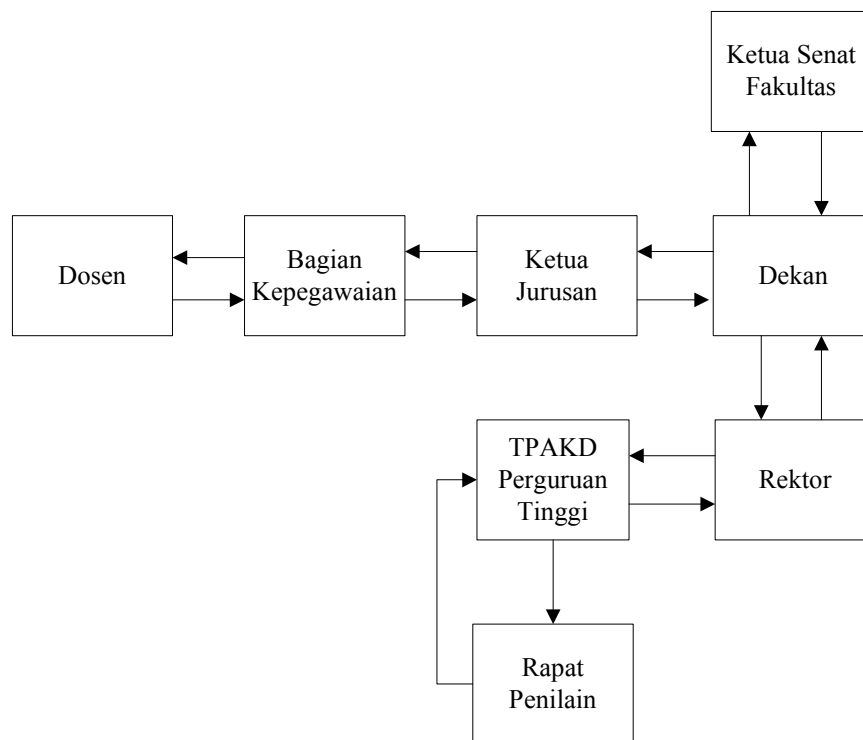 Ketua Senat
Fakultas
Dosen
Bagian
Kepegawaian
Ketua
Jurusan
Dekan
TPAKD
Perguruan
Tinggi
Rektor
Rapat
Penilain